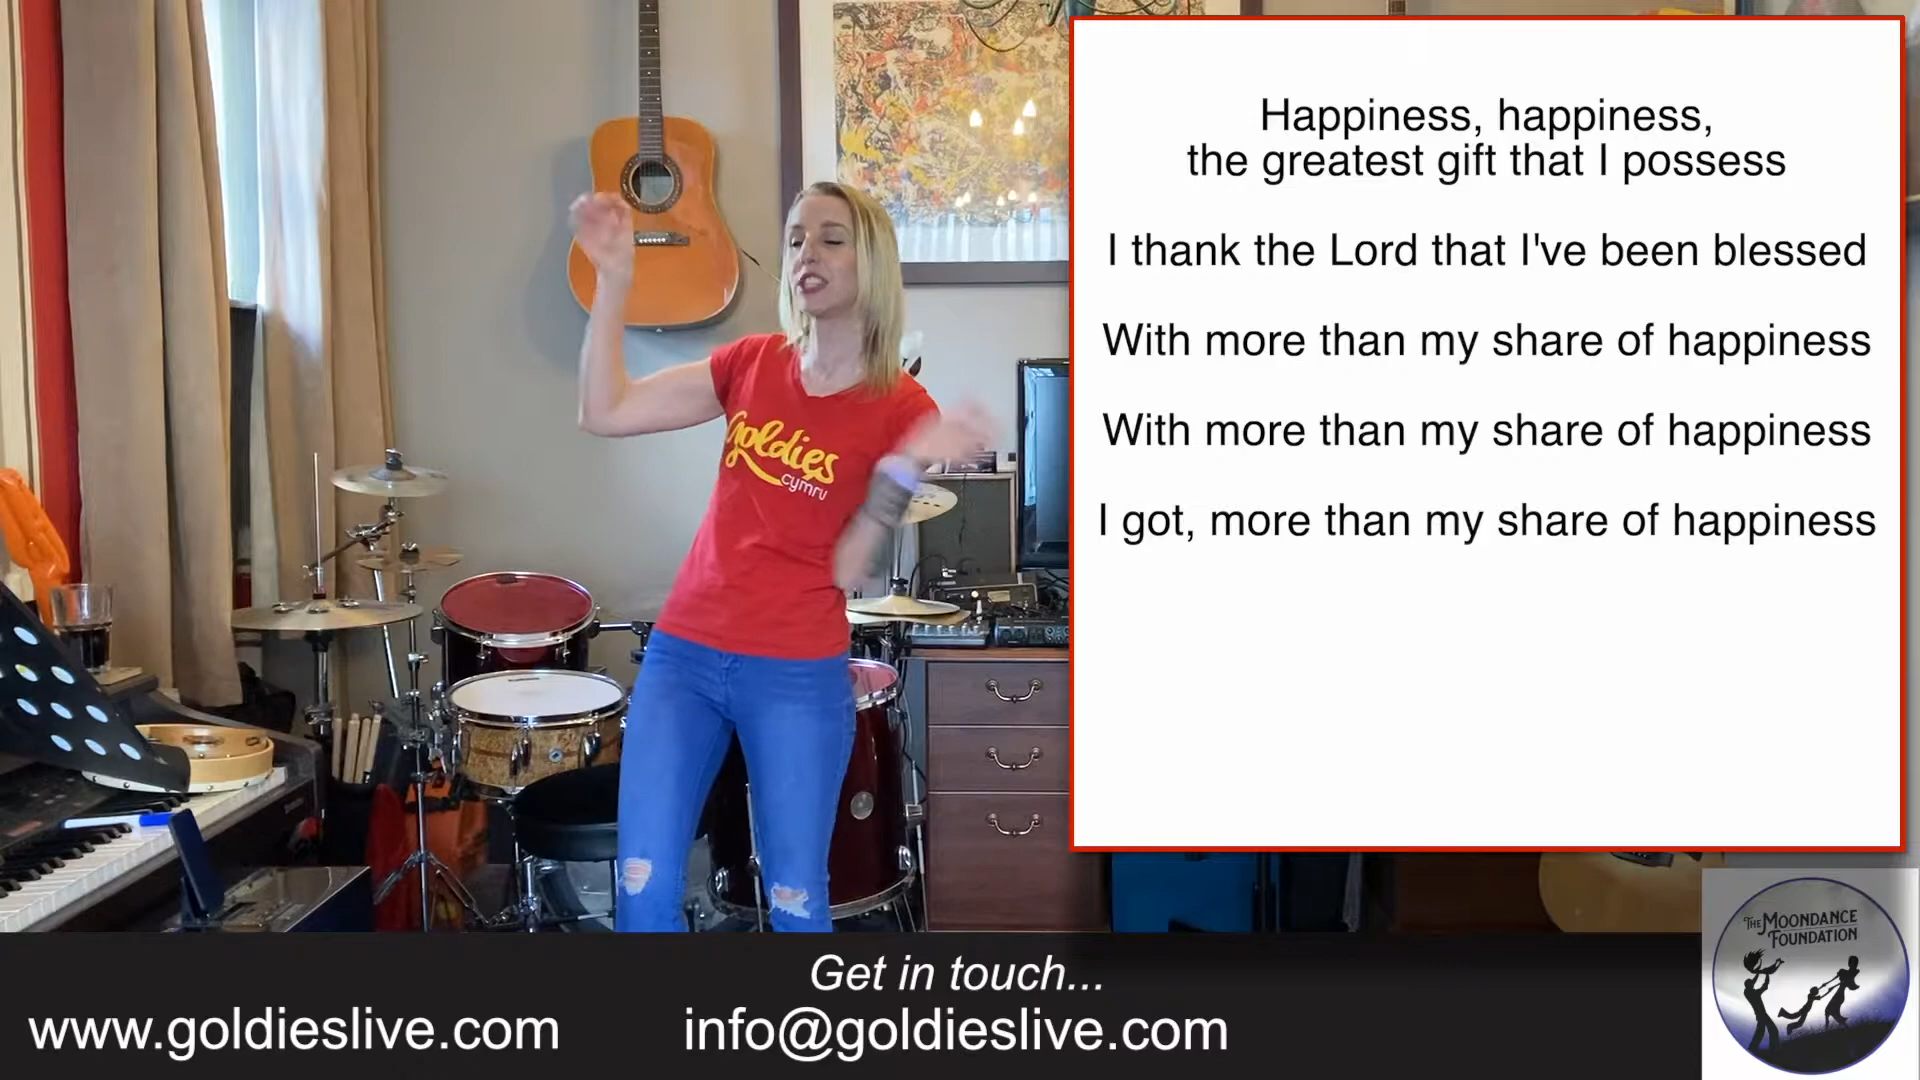 Happiness, happiness,
the greatest gift that I possess
I thank the Lord that I've been blessed
With more than my share of happiness
With more than my share of happiness
I got, more than my share of happiness
Goldies
cymru
THE MOONDANCE
FOUNDATION
Get in touch...
www.goldieslive.com
info@goldieslive.com